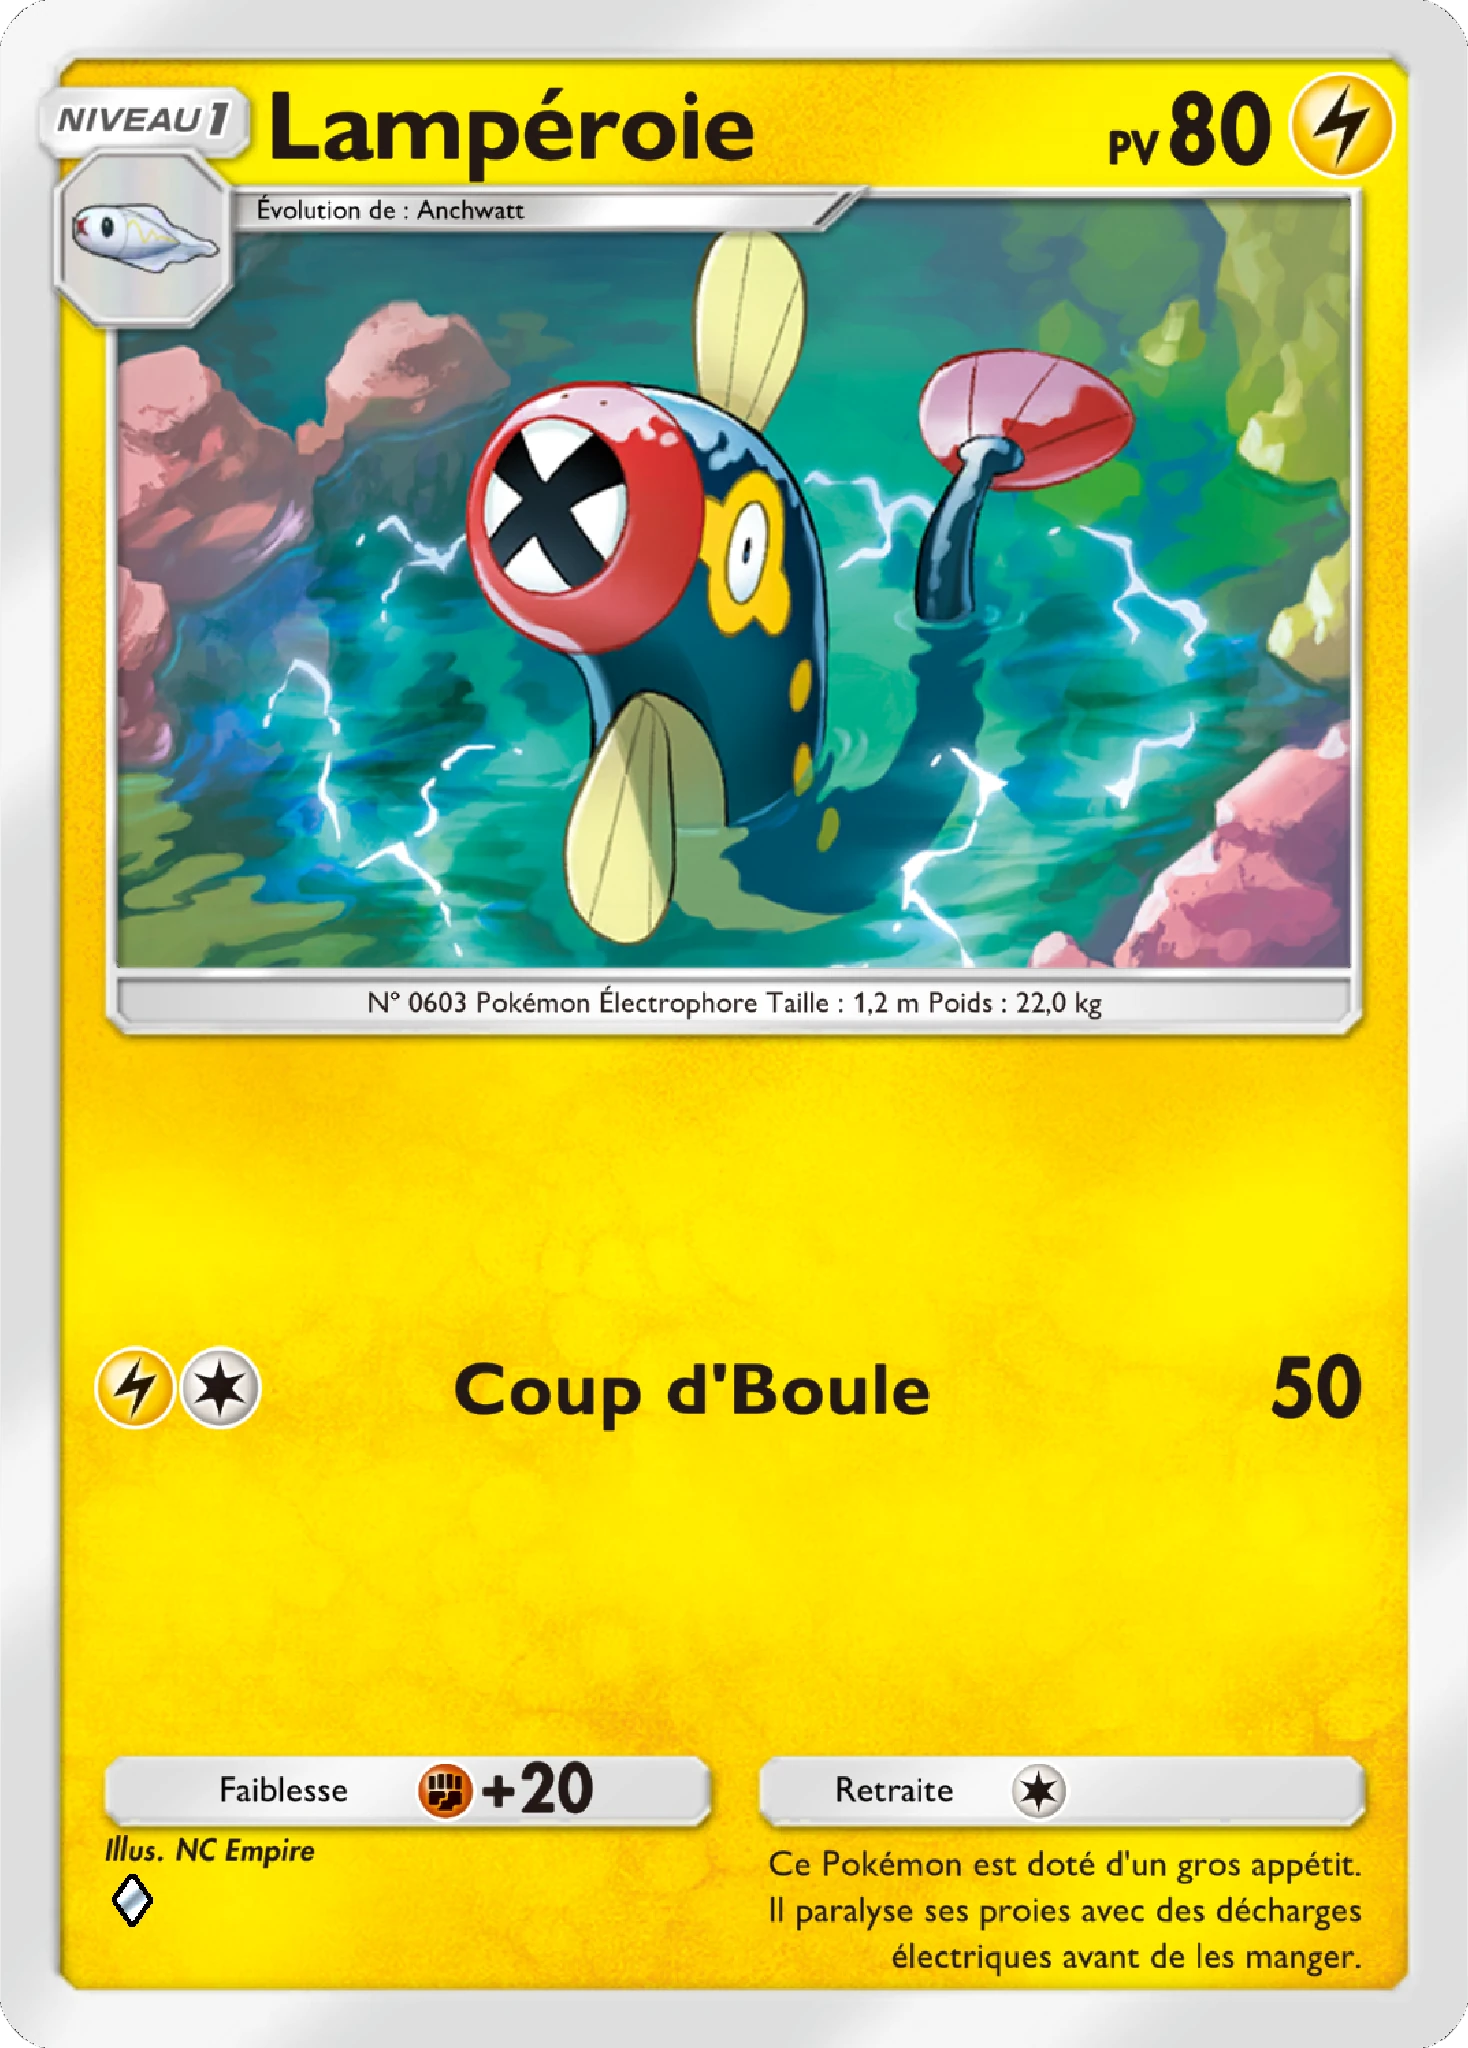 NIVEAU 1 Lampéroie PV 80
Évolution de : Anchwatt
N° 0603 Pokémon Électrophore Taille : 1,2 m Poids : 22,0 kg
Coup d'Boule 50
Faiblesse +20 Retraite
Illus. NC Empire
Ce Pokémon est doté d'un gros appétit.
Il paralyse ses proies avec des décharges
électriques avant de les manger.